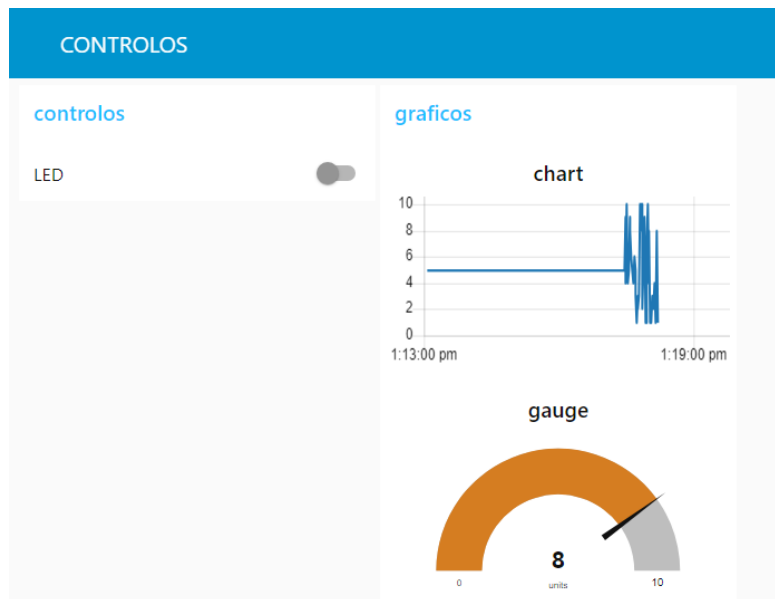 CONTROLOS
controlos
LED
graficos
chart
10
8
6
4
2
0
1:13:00 pm 1:19:00 pm
gauge
8
0 units 10